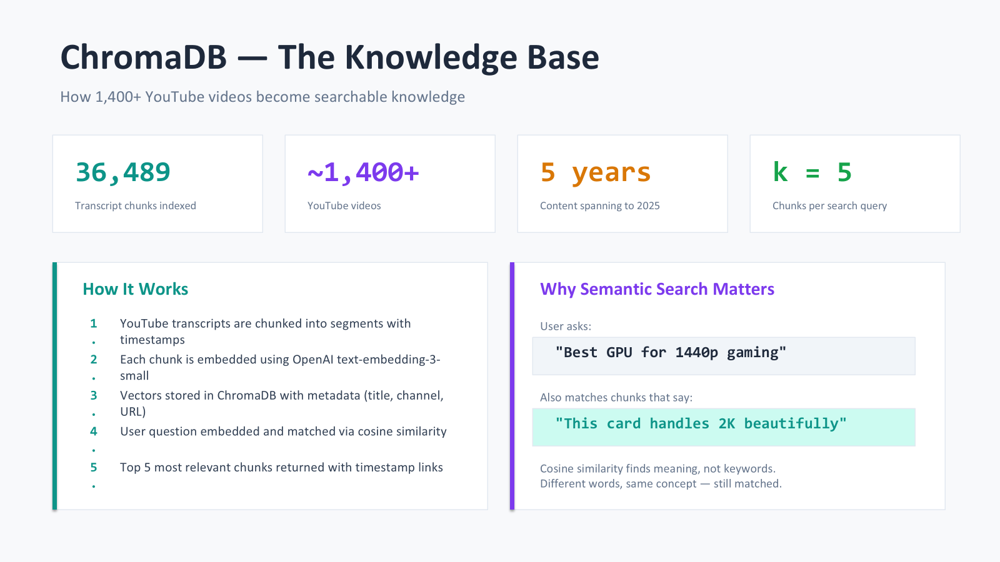 ChromaDB — The Knowledge Base
How 1,400+ YouTube videos become searchable knowledge
36,489
Transcript chunks indexed
~1,400+
YouTube videos
5 years
Content spanning to 2025
k = 5
Chunks per search query
How It Works
1. YouTube transcripts are chunked into segments with
timestamps
2. Each chunk is embedded using OpenAI text-embedding-3-
small
3. Vectors stored in ChromaDB with metadata (title, channel,
URL)
4. User question embedded and matched via cosine similarity
5. Top 5 most relevant chunks returned with timestamp links
Why Semantic Search Matters
User asks:
"Best GPU for 1440p gaming"
Also matches chunks that say:
"This card handles 2K beautifully"
Cosine similarity finds meaning, not keywords.
Different words, same concept — still matched.